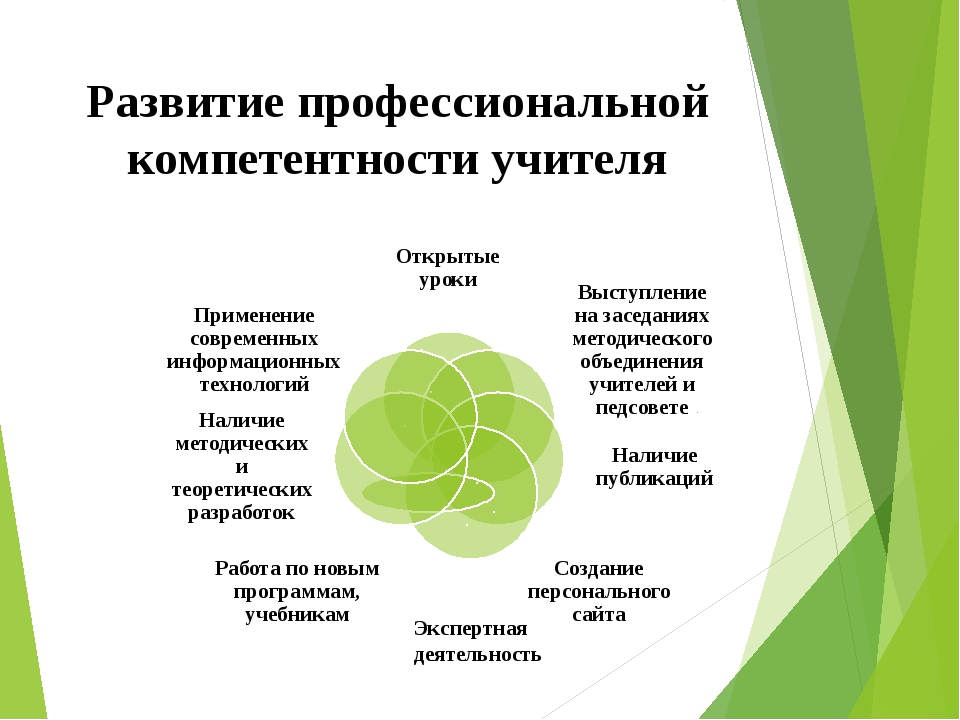 Развитие профессиональной
компетентности учителя
Открытые
уроки
Выступление
на заседаниях
методического
объединения
учителей и
педсовете .
Наличие
публикаций
Создание
персонального
сайта
Экспертная
деятельность
Работа по новым
программам,
учебникам
Наличие
методических
и
теоретических
разработок
Применение
современных
информационных
технологий